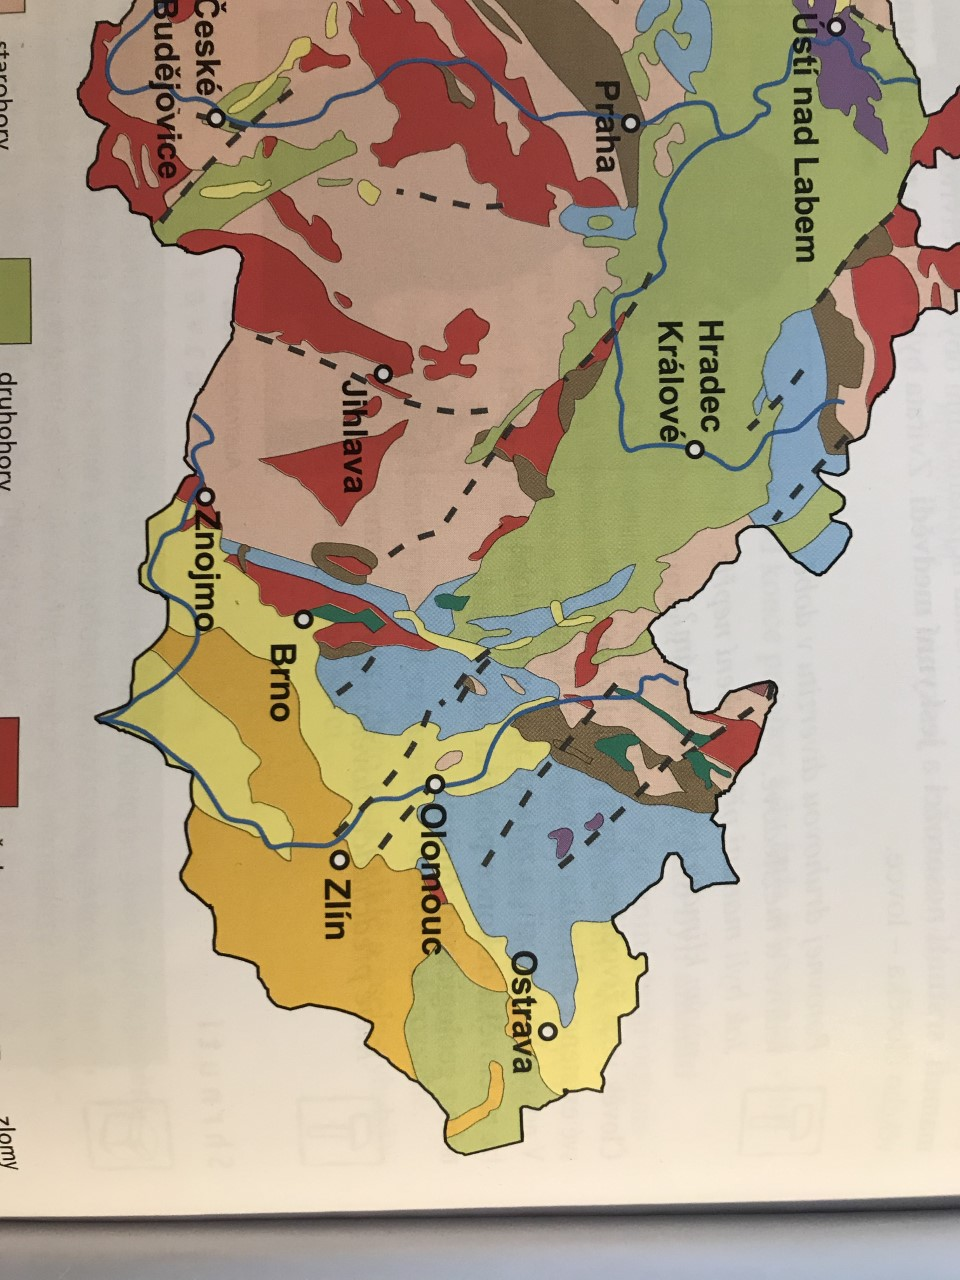 Ústí nad Labem
Hradec
Králové
Praha
Ostrava
Olomouc
Jihlava
Zlín
Brno
České
Budějovice
Znojmo
starohory
druhohory
zlomy